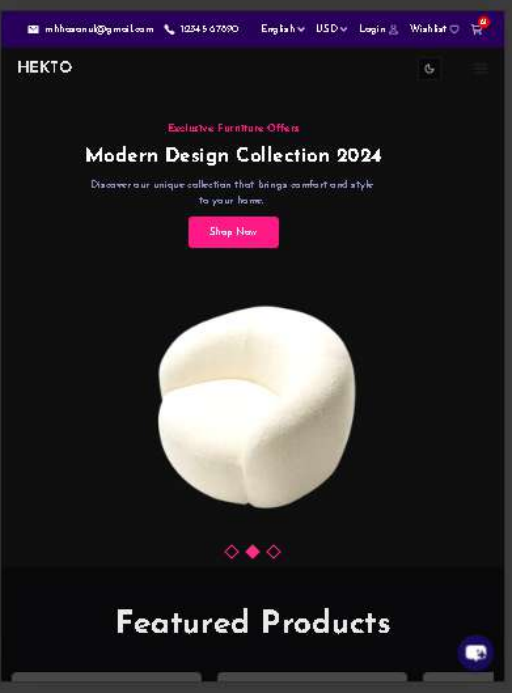 mhhasanul@gmail.com 12345 67890 English USD Login Wishlist
HEKTO
Exclusive Furniture Offers
Modern Design Collection 2024
Discover our unique collection that brings comfort and style
to your home.
Shop Now
Featured Products